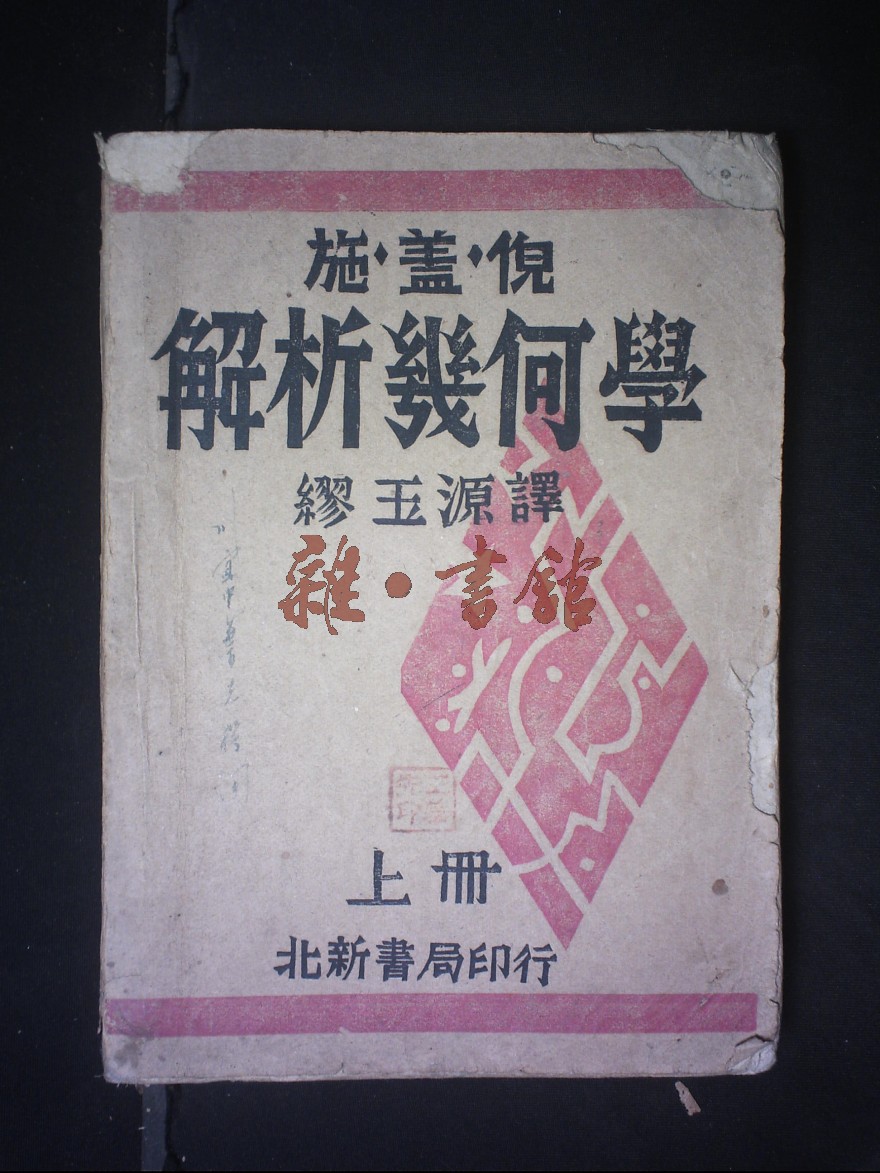 施·蓋·倪
解析幾何學
繆玉源譯
雜·書館
上冊
北新書局印行